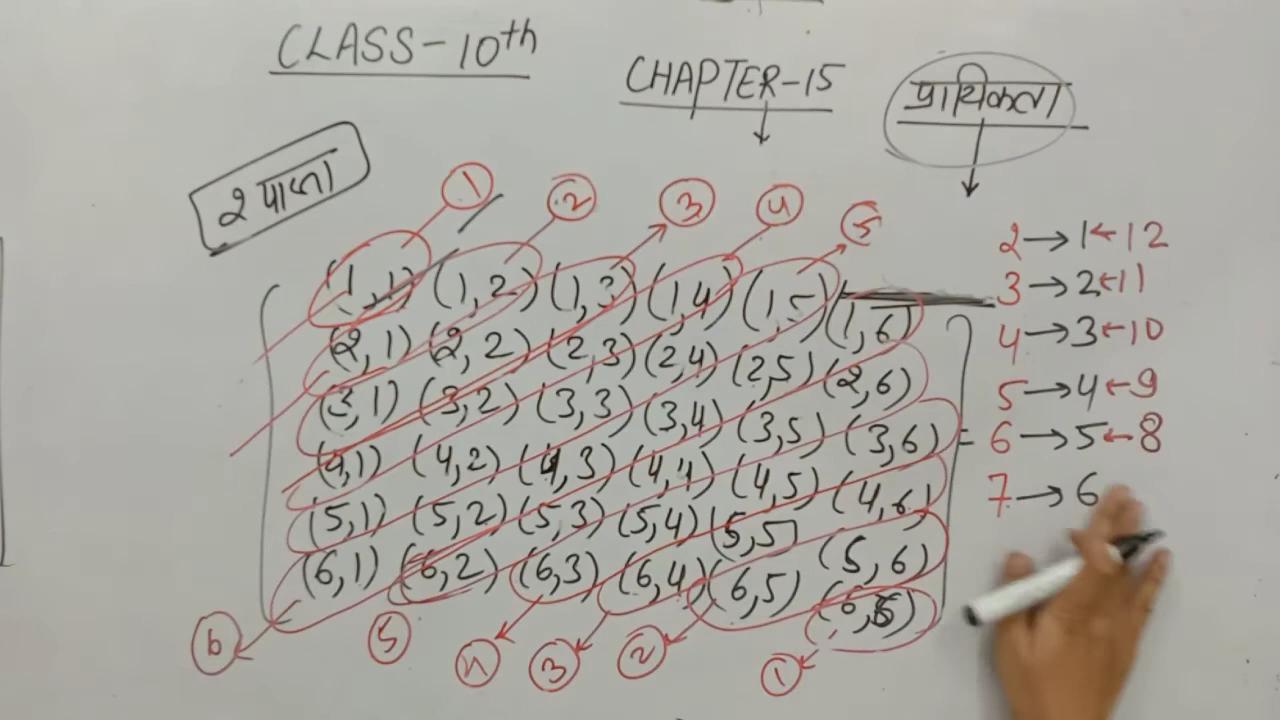 CLASS-10th
CHAPTER-15
प्रायिकता
2 पासा
1 2 3 4 5
(1,1) (1,2) (1,3) (1,4) (1,5) (1,6)
(2,1) (2,2) (2,3) (2,4) (2,5) (2,6)
(3,1) (3,2) (3,3) (3,4) (3,5) (3,6)
(4,1) (4,2) (4,3) (4,4) (4,5) (4,6)
(5,1) (5,2) (5,3) (5,4) (5,5) (5,6)
(6,1) (6,2) (6,3) (6,4) (6,5)
6 5 4 3 2 1
=
2→1←12
3→2←11
4→3←10
5→4←9
6→5←8
7→6